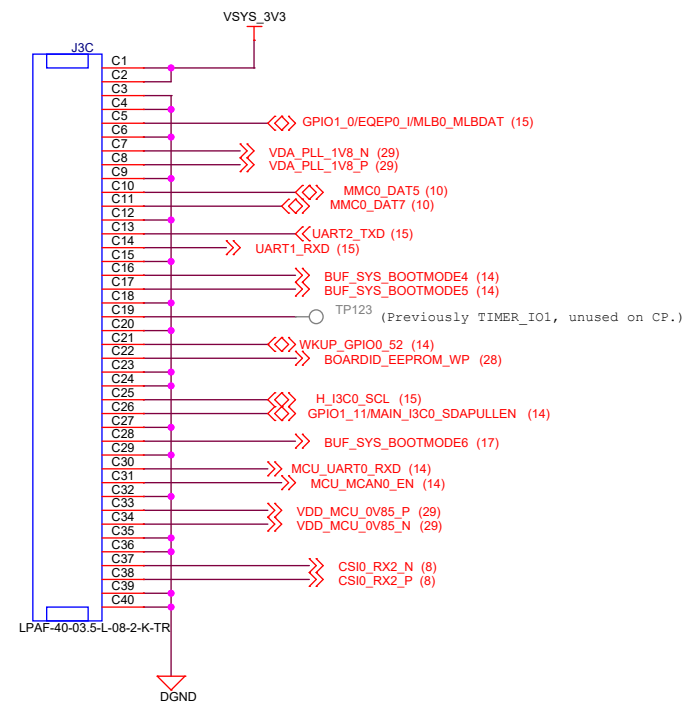 VSYS_3V3
J3C
C1
C2
C3
C4
C5 GPIO1_0/EQEP0_I/MLB0_MLBDAT (15)
C6
C7 VDA_PLL_1V8_N (29)
C8 VDA_PLL_1V8_P (29)
C9
C10 MMC0_DAT5 (10)
C11 MMC0_DAT7 (10)
C12
C13 UART2_TXD (15)
C14 UART1_RXD (15)
C15
C16 BUF_SYS_BOOTMODE4 (14)
C17 BUF_SYS_BOOTMODE5 (14)
C18
C19 TP123 (Previously TIMER_IO1, unused on CP.)
C20
C21 WKUP_GPIO0_52 (14)
C22 BOARDID_EEPROM_WP (28)
C23
C24
C25 H_I3C0_SCL (15)
C26 GPIO1_11/MAIN_I3C0_SDAPULLEN (14)
C27
C28 BUF_SYS_BOOTMODE6 (17)
C29
C30 MCU_UART0_RXD (14)
C31 MCU_MCAN0_EN (14)
C32
C33 VDD_MCU_0V85_P (29)
C34 VDD_MCU_0V85_N (29)
C35
C36
C37 CSI0_RX2_N (8)
C38 CSI0_RX2_P (8)
C39
C40
LPAF-40-03.5-L-08-2-K-TR
DGND